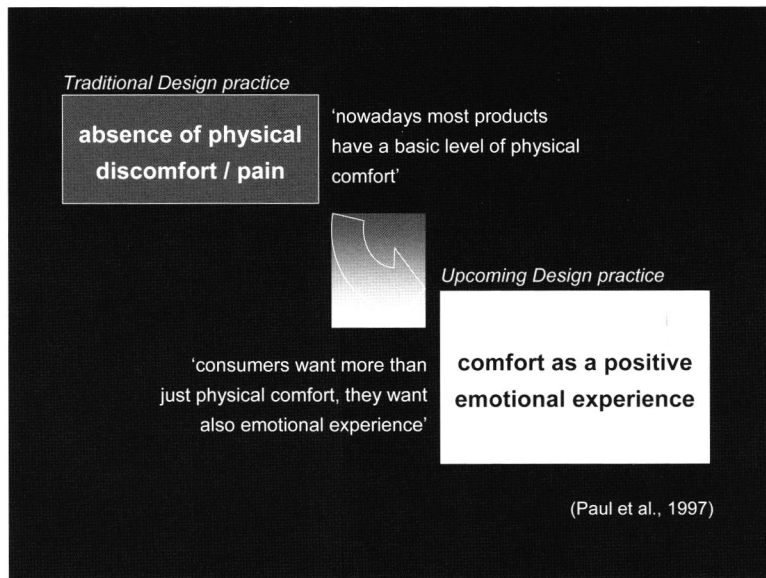 Traditional Design practice
absence of physical
discomfort / pain
‘nowadays most products
have a basic level of physical
comfort’
Upcoming Design practice
‘consumers want more than
just physical comfort, they want
also emotional experience’
comfort as a positive
emotional experience
(Paul et al., 1997)